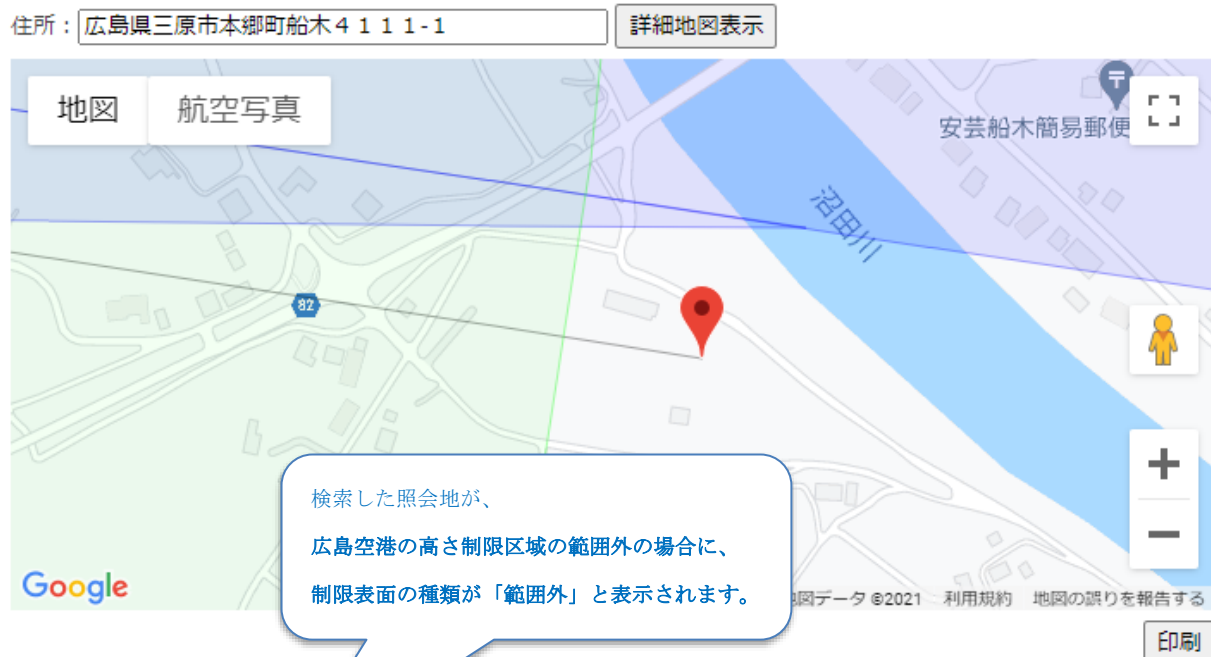 住所：広島県三原市本郷町船木４１１１-１ 詳細地図表示
地図 航空写真
安芸船木簡易郵便
沼田川
82
検索した照会地が、
広島空港の高さ制限区域の範囲外の場合に、
制限表面の種類が「範囲外」と表示されます。
Google
図データ ©2021 利用規約 地図の誤りを報告する
印刷